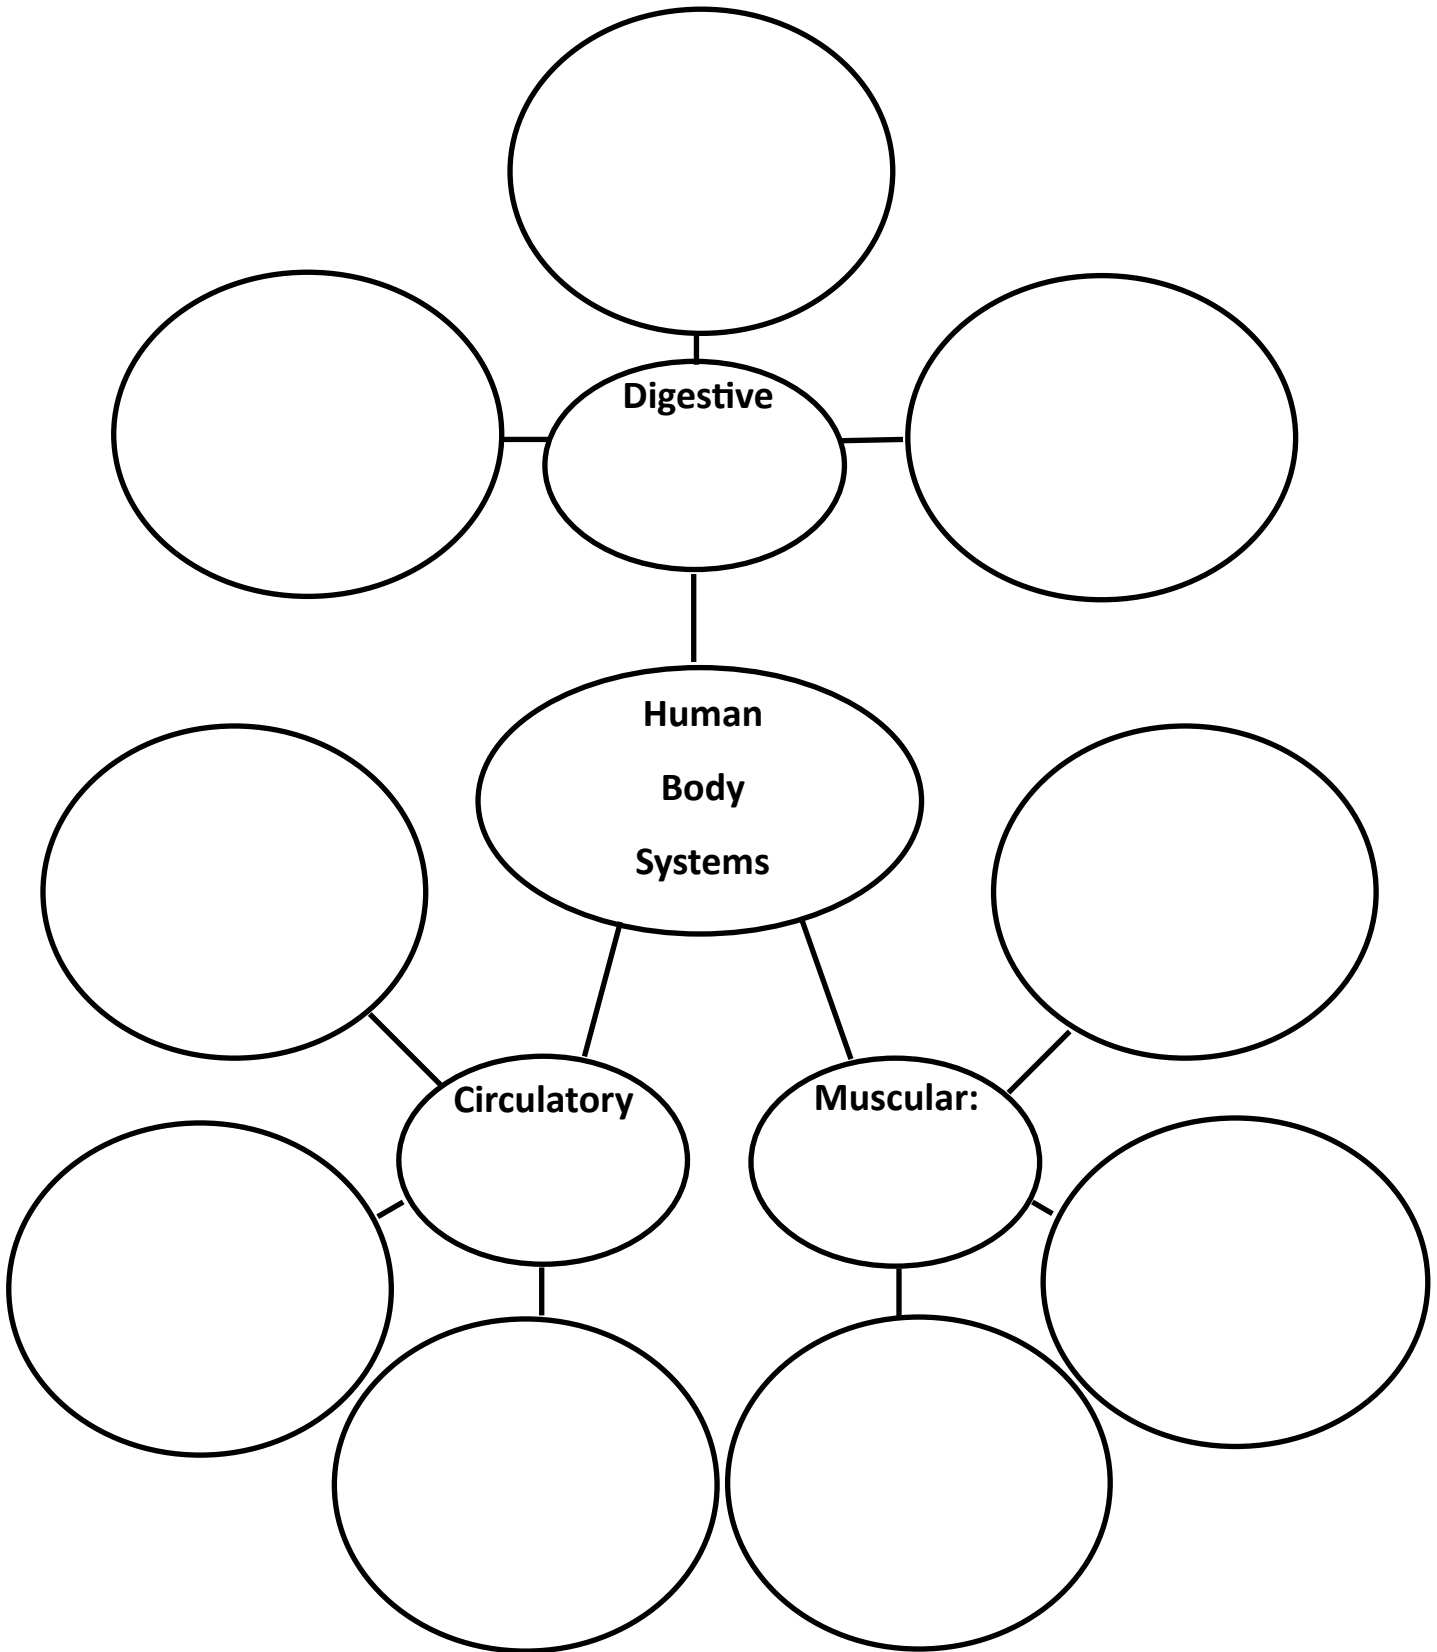 Digestive
Human
Body
Systems
Circulatory
Muscular: